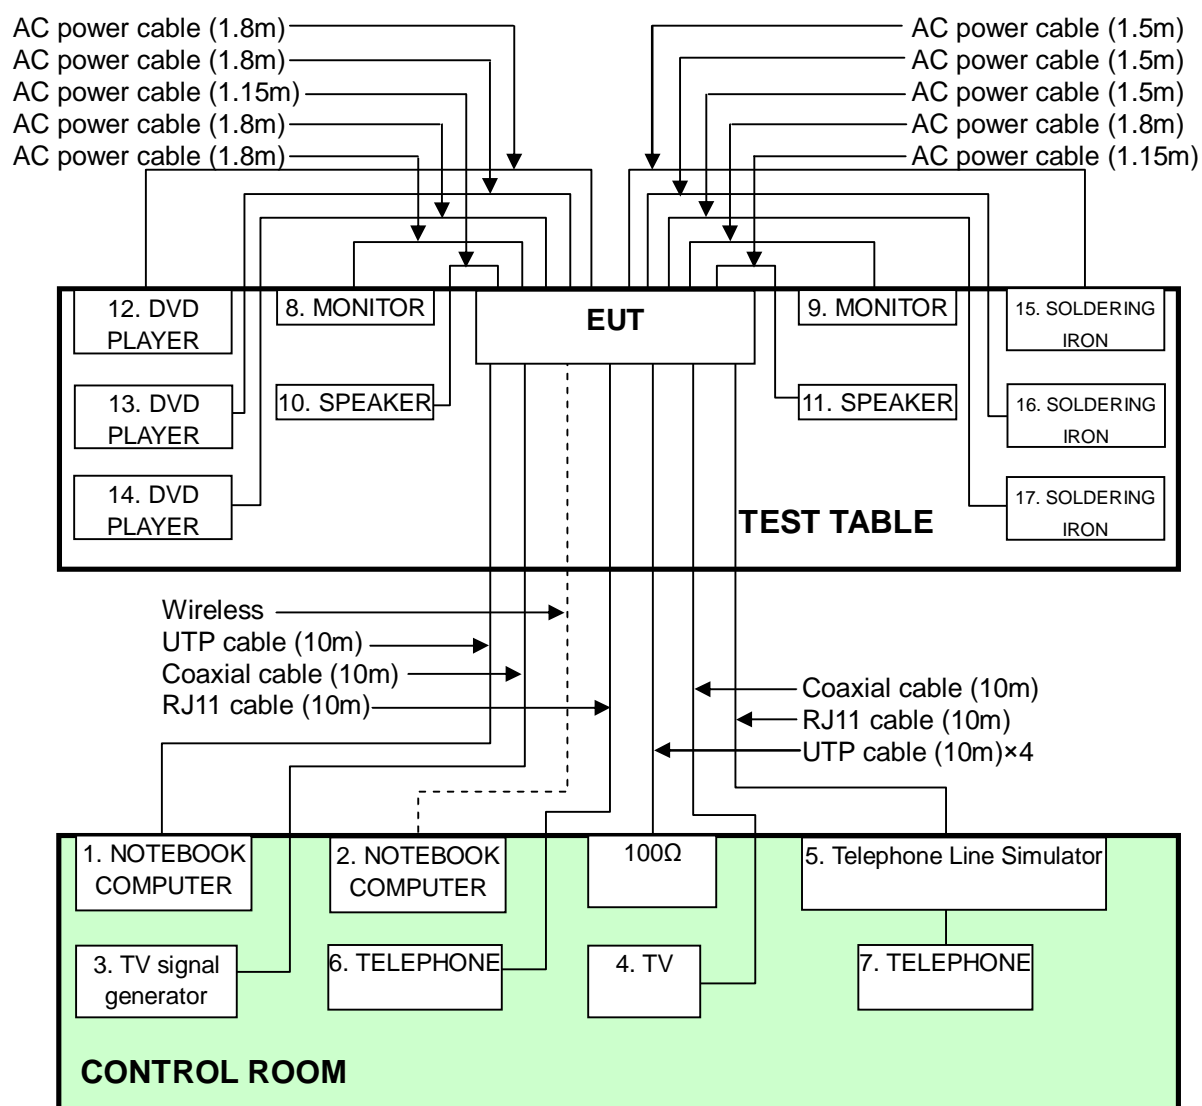 AC power cable (1.8m)
AC power cable (1.8m)
AC power cable (1.15m)
AC power cable (1.8m)
AC power cable (1.8m)
AC power cable (1.5m)
AC power cable (1.5m)
AC power cable (1.5m)
AC power cable (1.8m)
AC power cable (1.15m)
12. DVD
PLAYER
8. MONITOR
EUT
9. MONITOR
15. SOLDERING
IRON
13. DVD
PLAYER
10. SPEAKER
11. SPEAKER
16. SOLDERING
IRON
14. DVD
PLAYER
17. SOLDERING
IRON
TEST TABLE
Wireless
UTP cable (10m)
Coaxial cable (10m)
RJ11 cable (10m)
Coaxial cable (10m)
RJ11 cable (10m)
UTP cable (10m)×4
1. NOTEBOOK
COMPUTER
2. NOTEBOOK
COMPUTER
100Ω
5. Telephone Line Simulator
3. TV signal
generator
6. TELEPHONE
4. TV
7. TELEPHONE
CONTROL ROOM